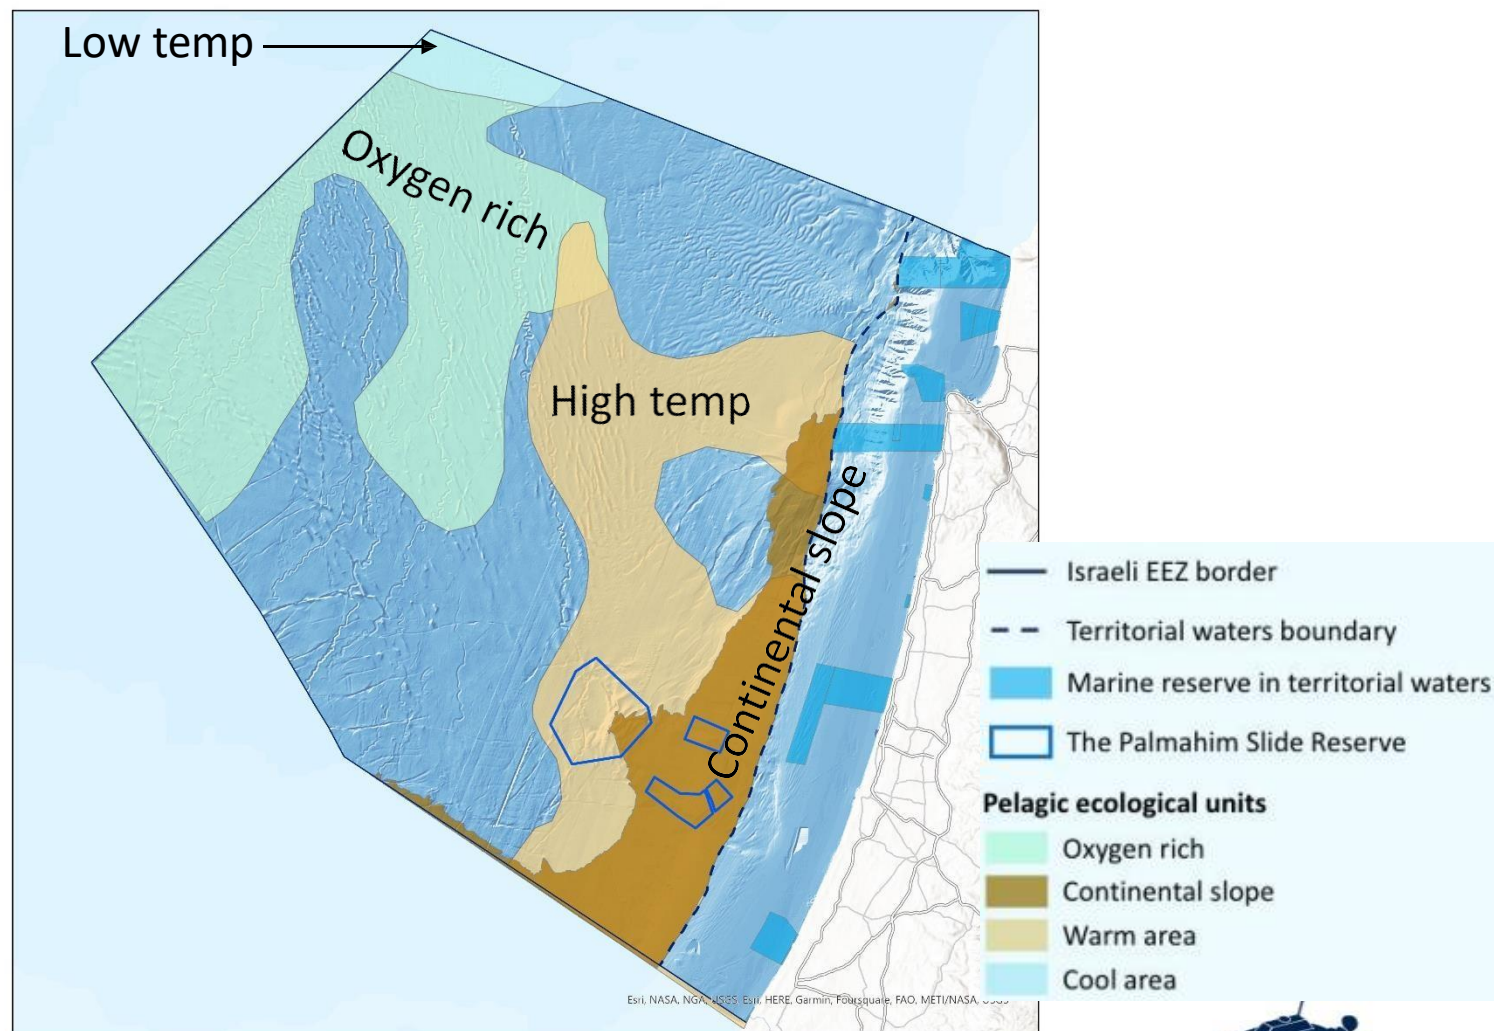 Low temp
Oxygen rich
High temp
Continental slope
Israeli EEZ border
Territorial waters boundary
Marine reserve in territorial waters
The Palmahim Slide Reserve
Pelagic ecological units
Oxygen rich
Continental slope
Warm area
Cool area
Esri, NASA, NGA, USGS, Esri, HERE, Garmin, Foursquare, FAO, METI/NASA, USGS